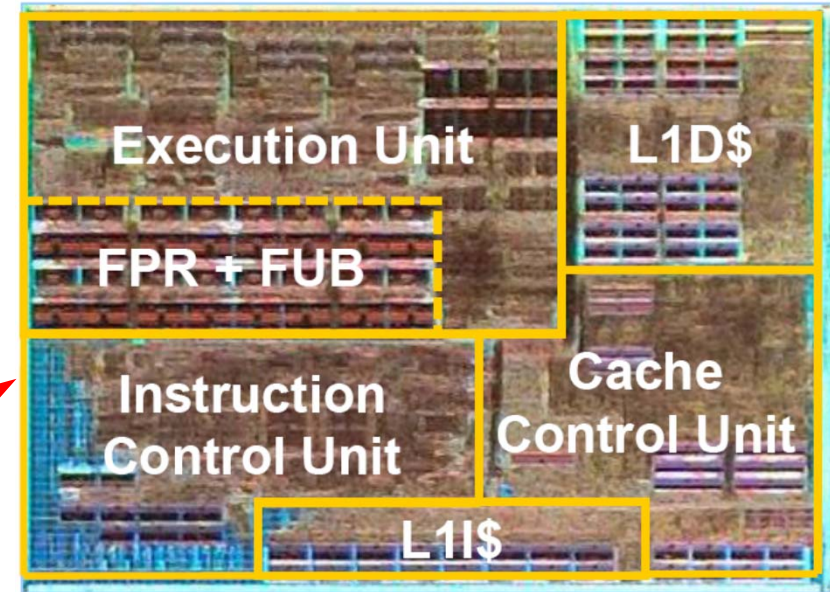 Execution Unit
L1D$
FPR + FUB
Instruction
Control Unit
Cache
Control Unit
L1I$